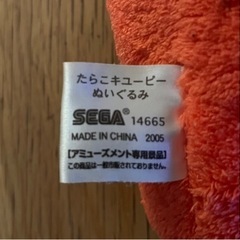 たらこキユーピー
ぬいぐるみ
SEGA® 14665
MADE IN CHINA 2005
【アミューズメント専用景品】
この商品は一般市販されておりません。